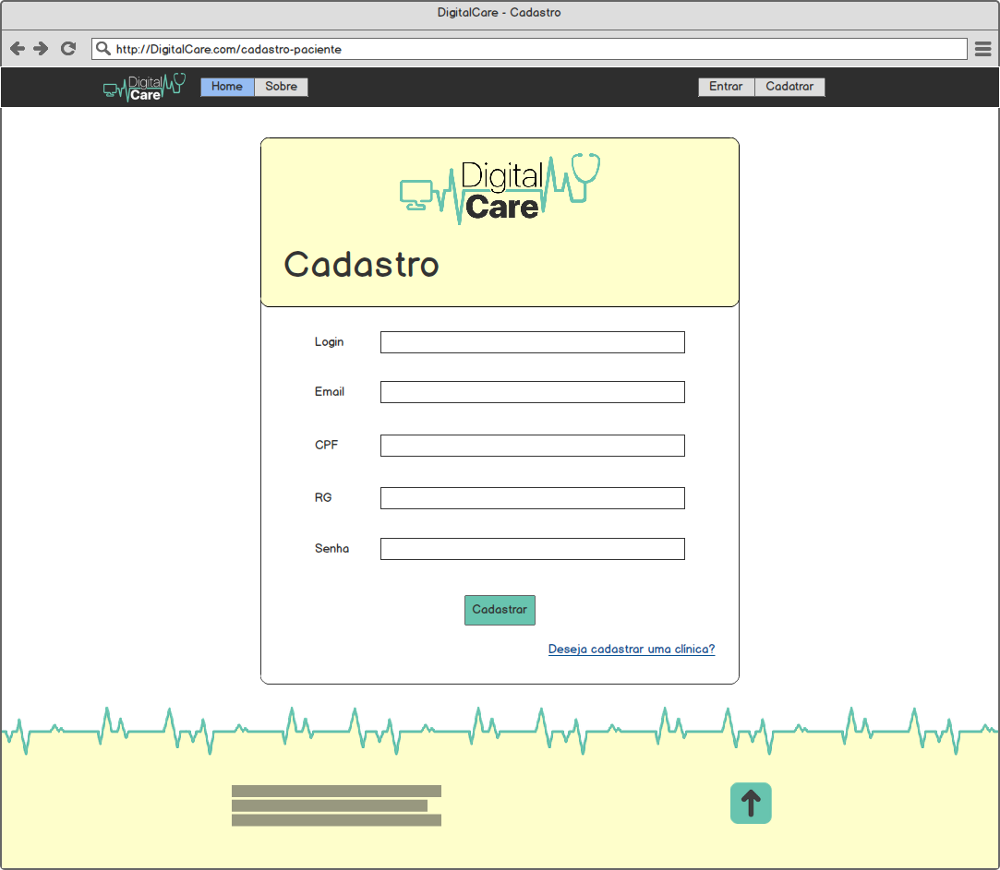 DigitalCare - Cadastro
http://DigitalCare.com/cadastro-paciente
Digital
Care
Home
Sobre
Entrar
Cadatrar
Digital
Care
Cadastro
Login
Email
CPF
RG
Senha
Cadastrar
Deseja cadastrar uma clínica?